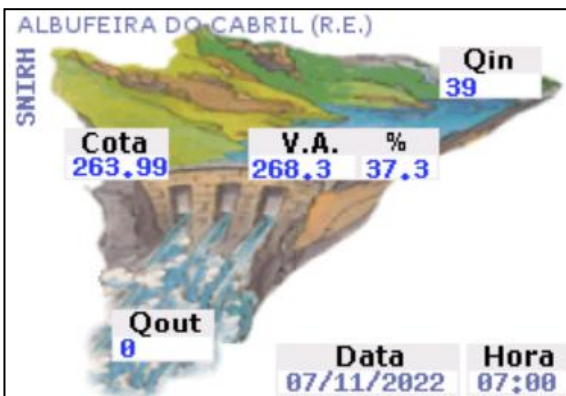 ALBUFEIRA DO CABRIL (R.E.)
SNIRH
Qin
39
Cota V.A. %
263.99 268.3 37.3
Qout
0
Data Hora
07/11/2022 07:00